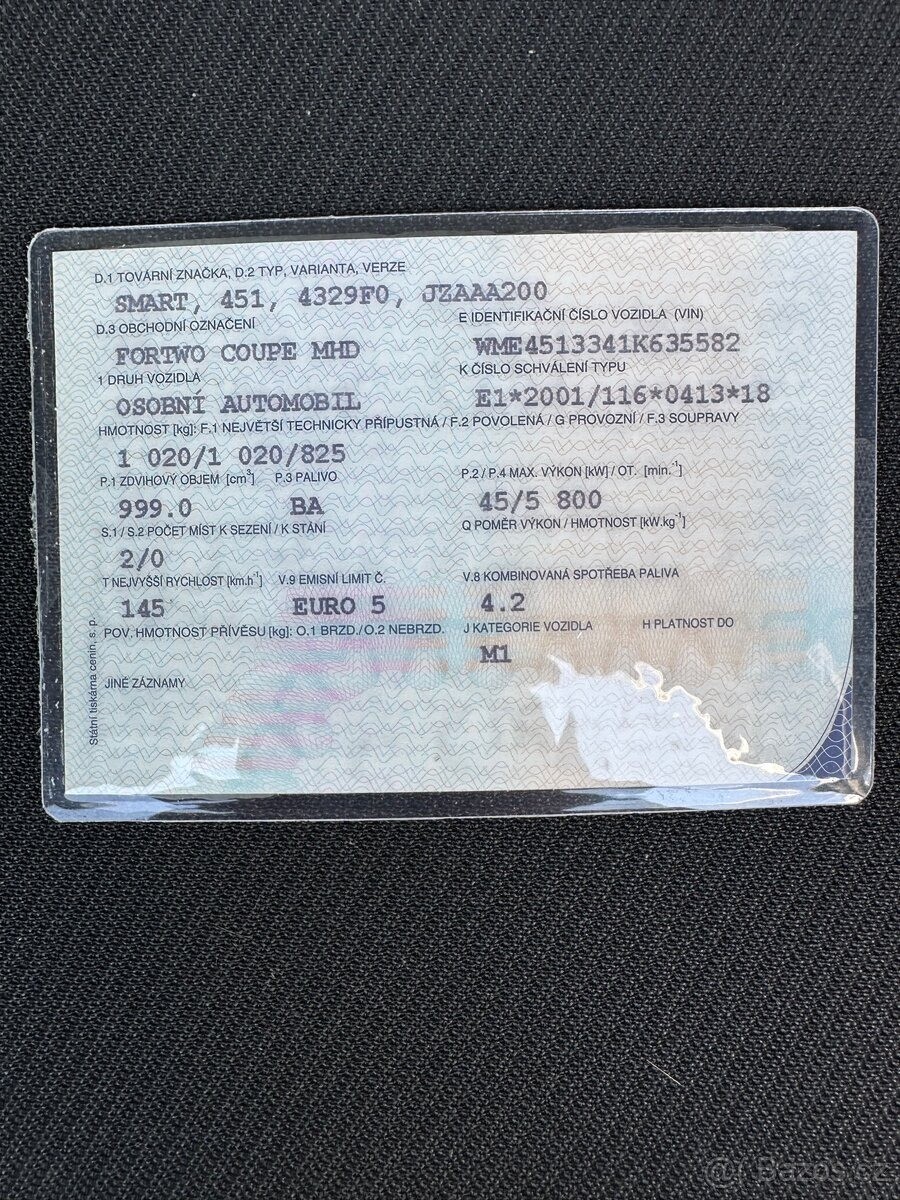 D.1 TOVÁRNÍ ZNAČKA, D.2 TYP, VARIANTA, VERZE
SMART, 451, 4329F0, JZAAA200
D.3 OBCHODNÍ OZNAČENÍ E IDENTIFIKAČNÍ ČÍSLO VOZIDLA (VIN)
FORTWO COUPE MHD WME4513341K635582
1 DRUH VOZIDLA K ČÍSLO SCHVÁLENÍ TYPU
OSOBNÍ AUTOMOBIL E1*2001/116*0413*18
HMOTNOST [kg]: F.1 NEJVĚTŠÍ TECHNICKY PŘÍPUSTNÁ / F.2 POVOLENÁ / G PROVOZNÍ / F.3 SOUPRAVY
1 020/1 020/825
P.1 ZDVIHOVÝ OBJEM [cm³] P.3 PALIVO P.2 / P.4 MAX. VÝKON [kW] / OT. [min.⁻¹]
999.0 BA 45/5 800
S.1 / S.2 POČET MÍST K SEZENÍ / K STÁNÍ Q POMĚR VÝKON / HMOTNOST [kW.kg⁻¹]
2/0
T NEJVYŠŠÍ RYCHLOST [km.h⁻¹] V.9 EMISNÍ LIMIT Č. V.8 KOMBINOVANÁ SPOTŘEBA PALIVA
145 EURO 5 4.2
POV. HMOTNOST PŘÍVĚSU [kg]: O.1 BRZD./O.2 NEBRZD. J KATEGORIE VOZIDLA H PLATNOST DO
M1
JINÉ ZÁZNAMY
Státní tiskárna cenin, s. p.
Bazos.cz